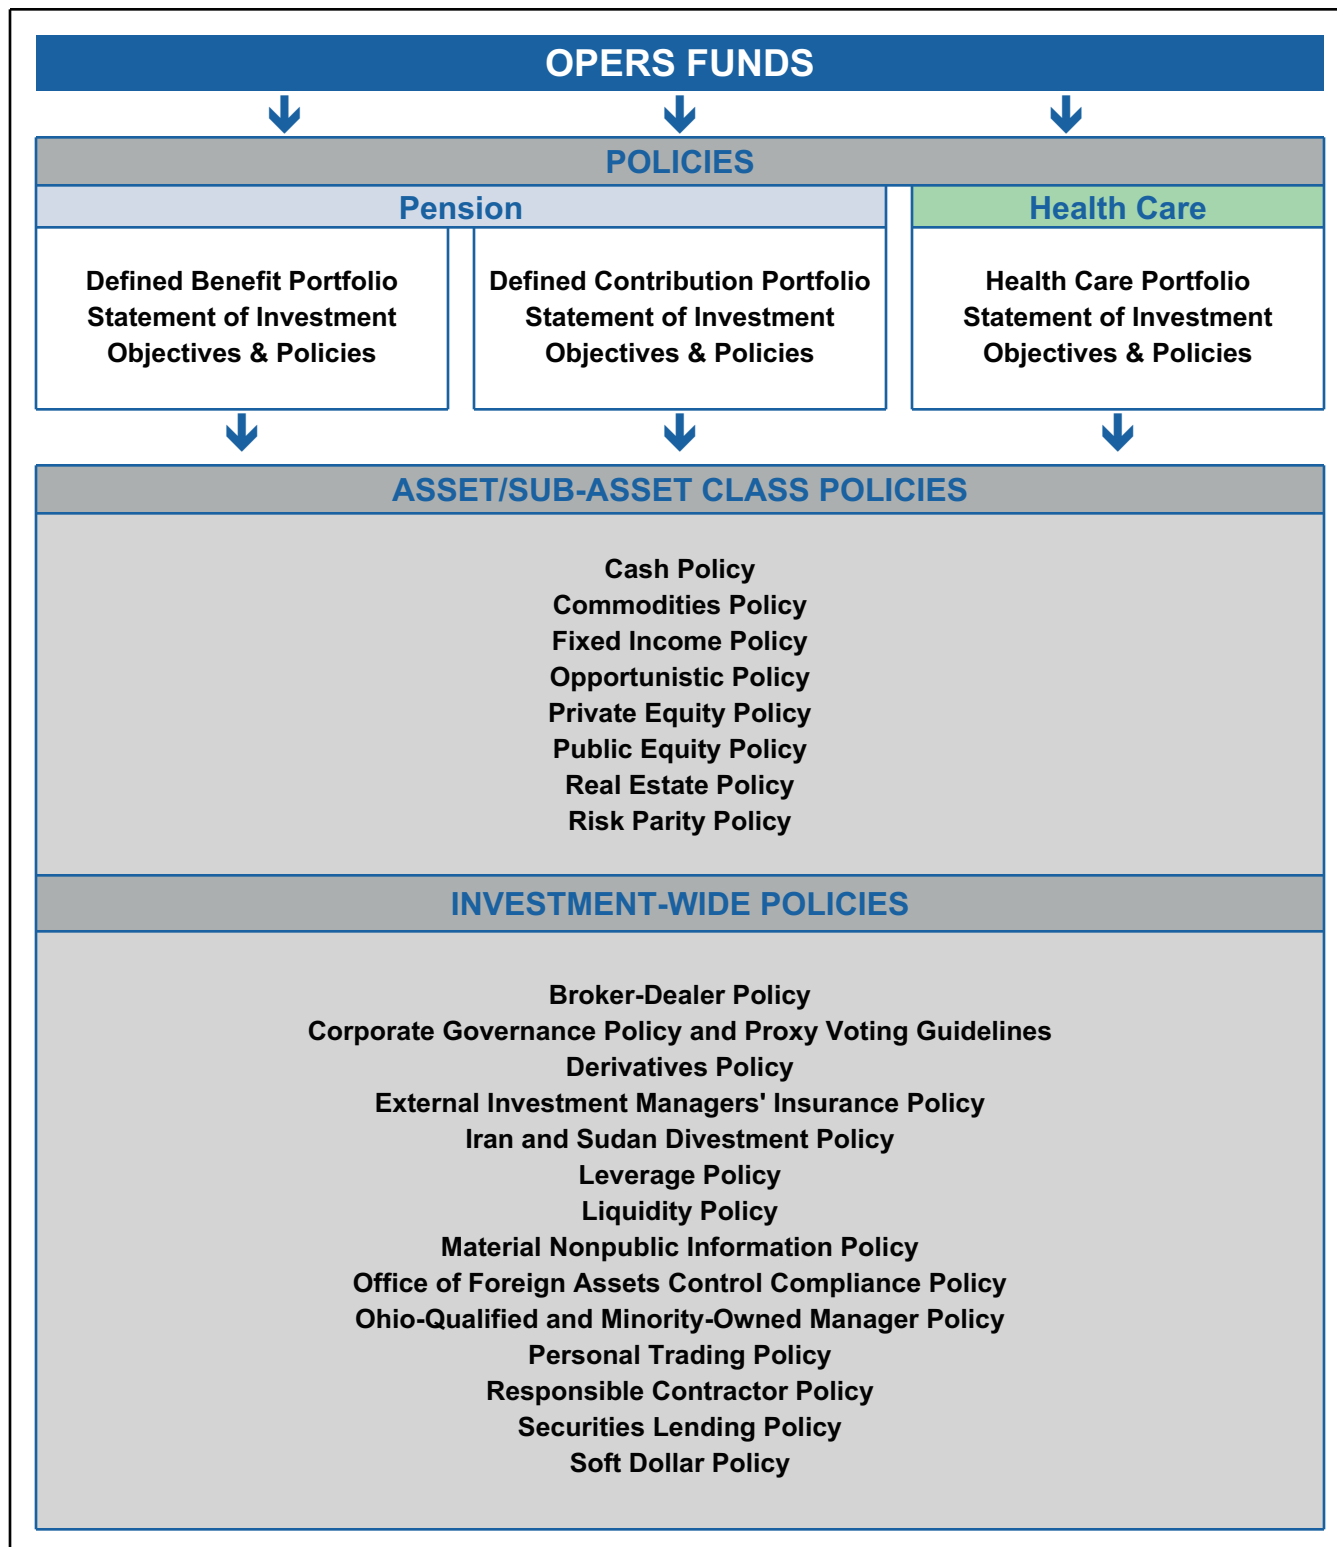 OPERS FUNDS
POLICIES
Pension
Health Care
Defined Benefit Portfolio
Statement of Investment
Objectives & Policies
Defined Contribution Portfolio
Statement of Investment
Objectives & Policies
Health Care Portfolio
Statement of Investment
Objectives & Policies
ASSET/SUB-ASSET CLASS POLICIES
Cash Policy
Commodities Policy
Fixed Income Policy
Opportunistic Policy
Private Equity Policy
Public Equity Policy
Real Estate Policy
Risk Parity Policy
INVESTMENT-WIDE POLICIES
Broker-Dealer Policy
Corporate Governance Policy and Proxy Voting Guidelines
Derivatives Policy
External Investment Managers' Insurance Policy
Iran and Sudan Divestment Policy
Leverage Policy
Liquidity Policy
Material Nonpublic Information Policy
Office of Foreign Assets Control Compliance Policy
Ohio-Qualified and Minority-Owned Manager Policy
Personal Trading Policy
Responsible Contractor Policy
Securities Lending Policy
Soft Dollar Policy